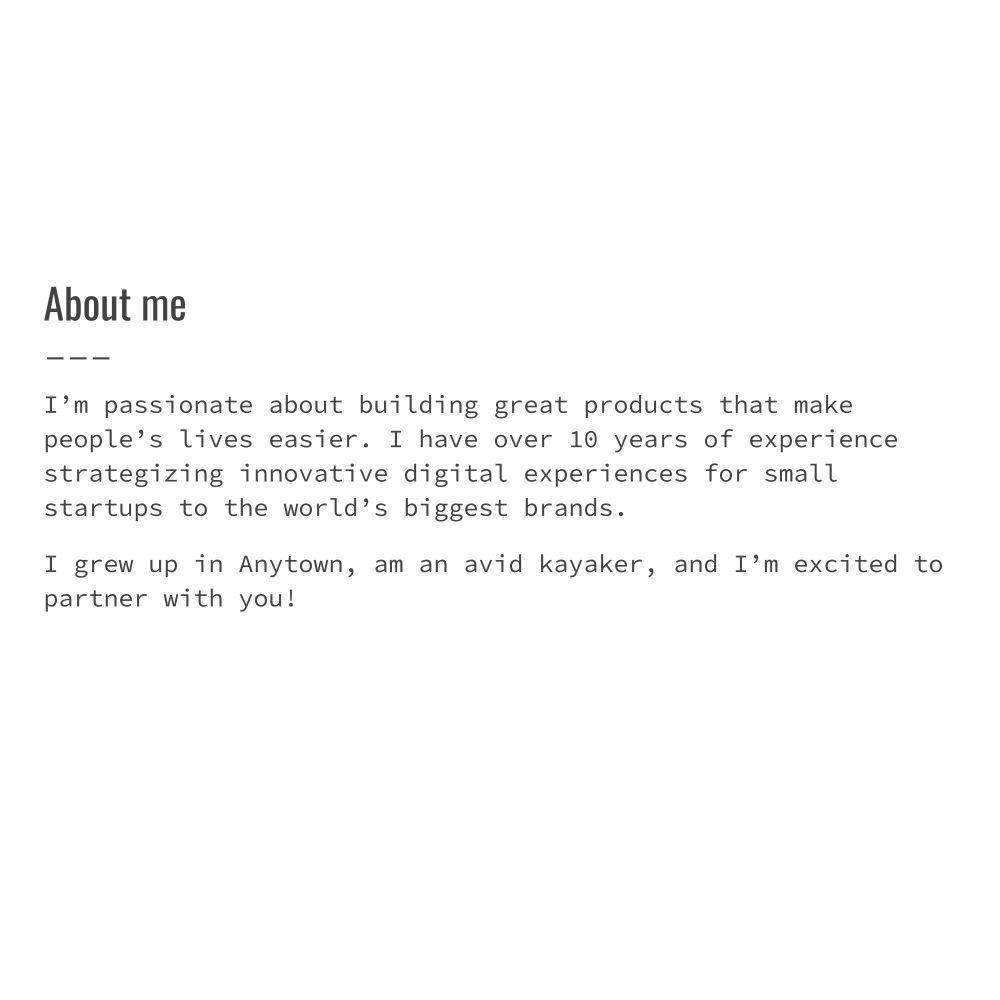 About me
———
I’m passionate about building great products that make
people’s lives easier. I have over 10 years of experience
strategizing innovative digital experiences for small
startups to the world’s biggest brands.
I grew up in Anytown, am an avid kayaker, and I’m excited to
partner with you!